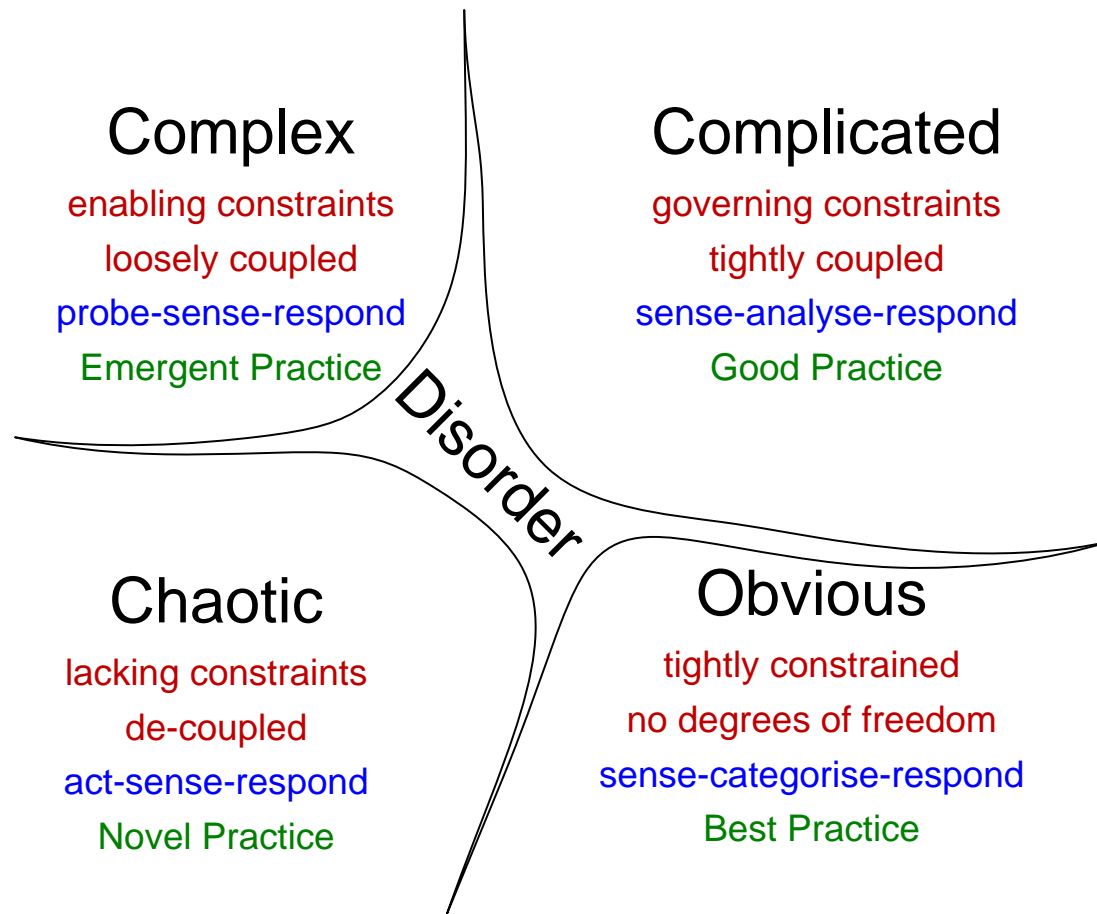 Complex
enabling constraints
loosely coupled
probe-sense-respond
Emergent Practice
Complicated
governing constraints
tightly coupled
sense-analyse-respond
Good Practice
Disorder
Chaotic
lacking constraints
de-coupled
act-sense-respond
Novel Practice
Obvious
tightly constrained
no degrees of freedom
sense-categorise-respond
Best Practice